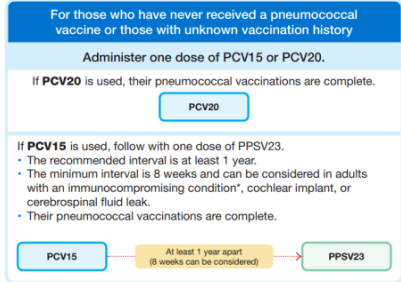 For those who have never received a pneumococcal
vaccine or those with unknown vaccination history
Administer one dose of PCV15 or PCV20.
If PCV20 is used, their pneumococcal vaccinations are complete.
PCV20
If PCV15 is used, follow with one dose of PPSV23.
• The recommended interval is at least 1 year.
• The minimum interval is 8 weeks and can be considered in adults
with an immunocompromising condition*, cochlear implant, or
cerebrospinal fluid leak.
• Their pneumococcal vaccinations are complete.
PCV15
At least 1 year apart
(8 weeks can be considered)
PPSV23